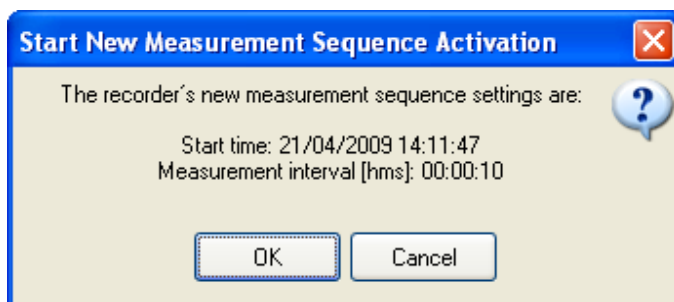 Start New Measurement Sequence Activation
The recorder's new measurement sequence settings are:
Start time: 21/04/2009 14:11:47
Measurement interval [hms]: 00:00:10
OK
Cancel